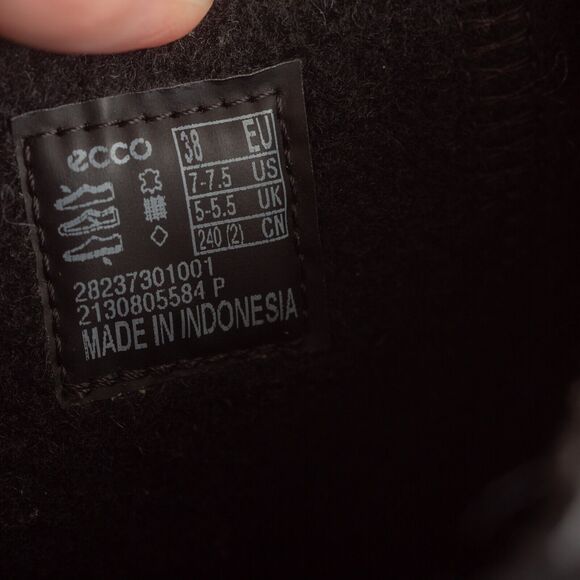 ecco
38 EU
7-7.5 US
5-5.5 UK
240 (2) CN
28237301001
2130805584 P
MADE IN INDONESIA